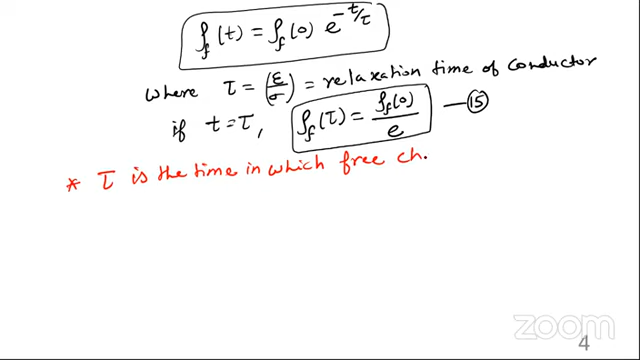 ρf(t) = ρf(0) e^(-t/τ)
where τ = (ε/σ) = relaxation time of conductor
if t = τ, ρf(τ) = ρf(0)/e —(15)
* τ is the time in which free ch
zoom
4